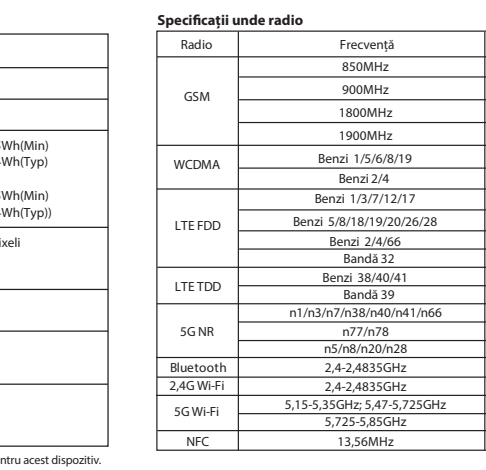 Wh(Min)
Wh(Typ)
Wh(Min)
Wh(Typ))
ixeli
ntru acest dispozitiv.
Specificații unde radio
Radio Frecvență
GSM 850MHz
900MHz
1800MHz
1900MHz
WCDMA Benzi 1/5/6/8/19
Benzi 2/4
LTE FDD Benzi 1/3/7/12/17
Benzi 5/8/18/19/20/26/28
Benzi 2/4/66
Bandă 32
LTE TDD Benzi 38/40/41
Bandă 39
5G NR n1/n3/n7/n38/n40/n41/n66
n77/n78
n5/n8/n20/n28
Bluetooth 2,4-2,4835GHz
2,4G Wi-Fi 2,4-2,4835GHz
5G Wi-Fi 5,15-5,35GHz; 5,47-5,725GHz
5,725-5,85GHz
NFC 13,56MHz